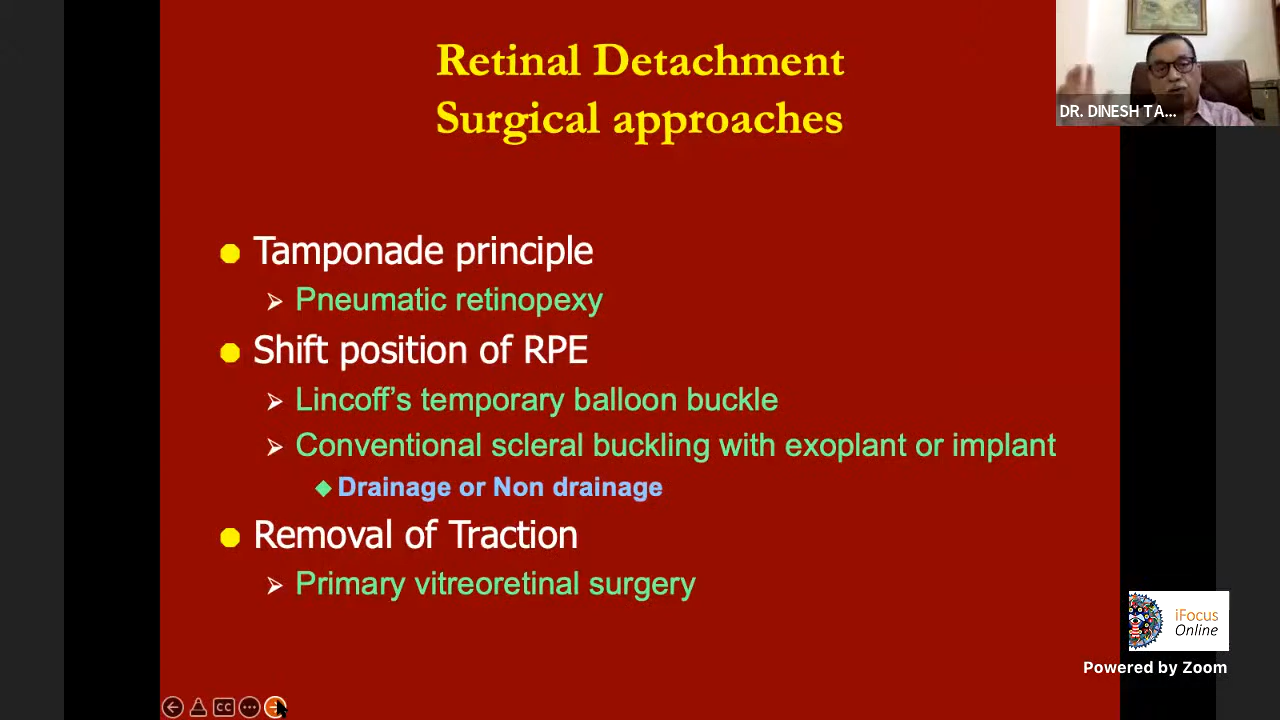 Retinal Detachment
Surgical approaches
DR. DINESH TA...
Tamponade principle
Pneumatic retinopexy
Shift position of RPE
Lincoff's temporary balloon buckle
Conventional scleral buckling with exoplant or implant
Drainage or Non drainage
Removal of Traction
Primary vitreoretinal surgery
iFocus
Online
Powered by Zoom
CC